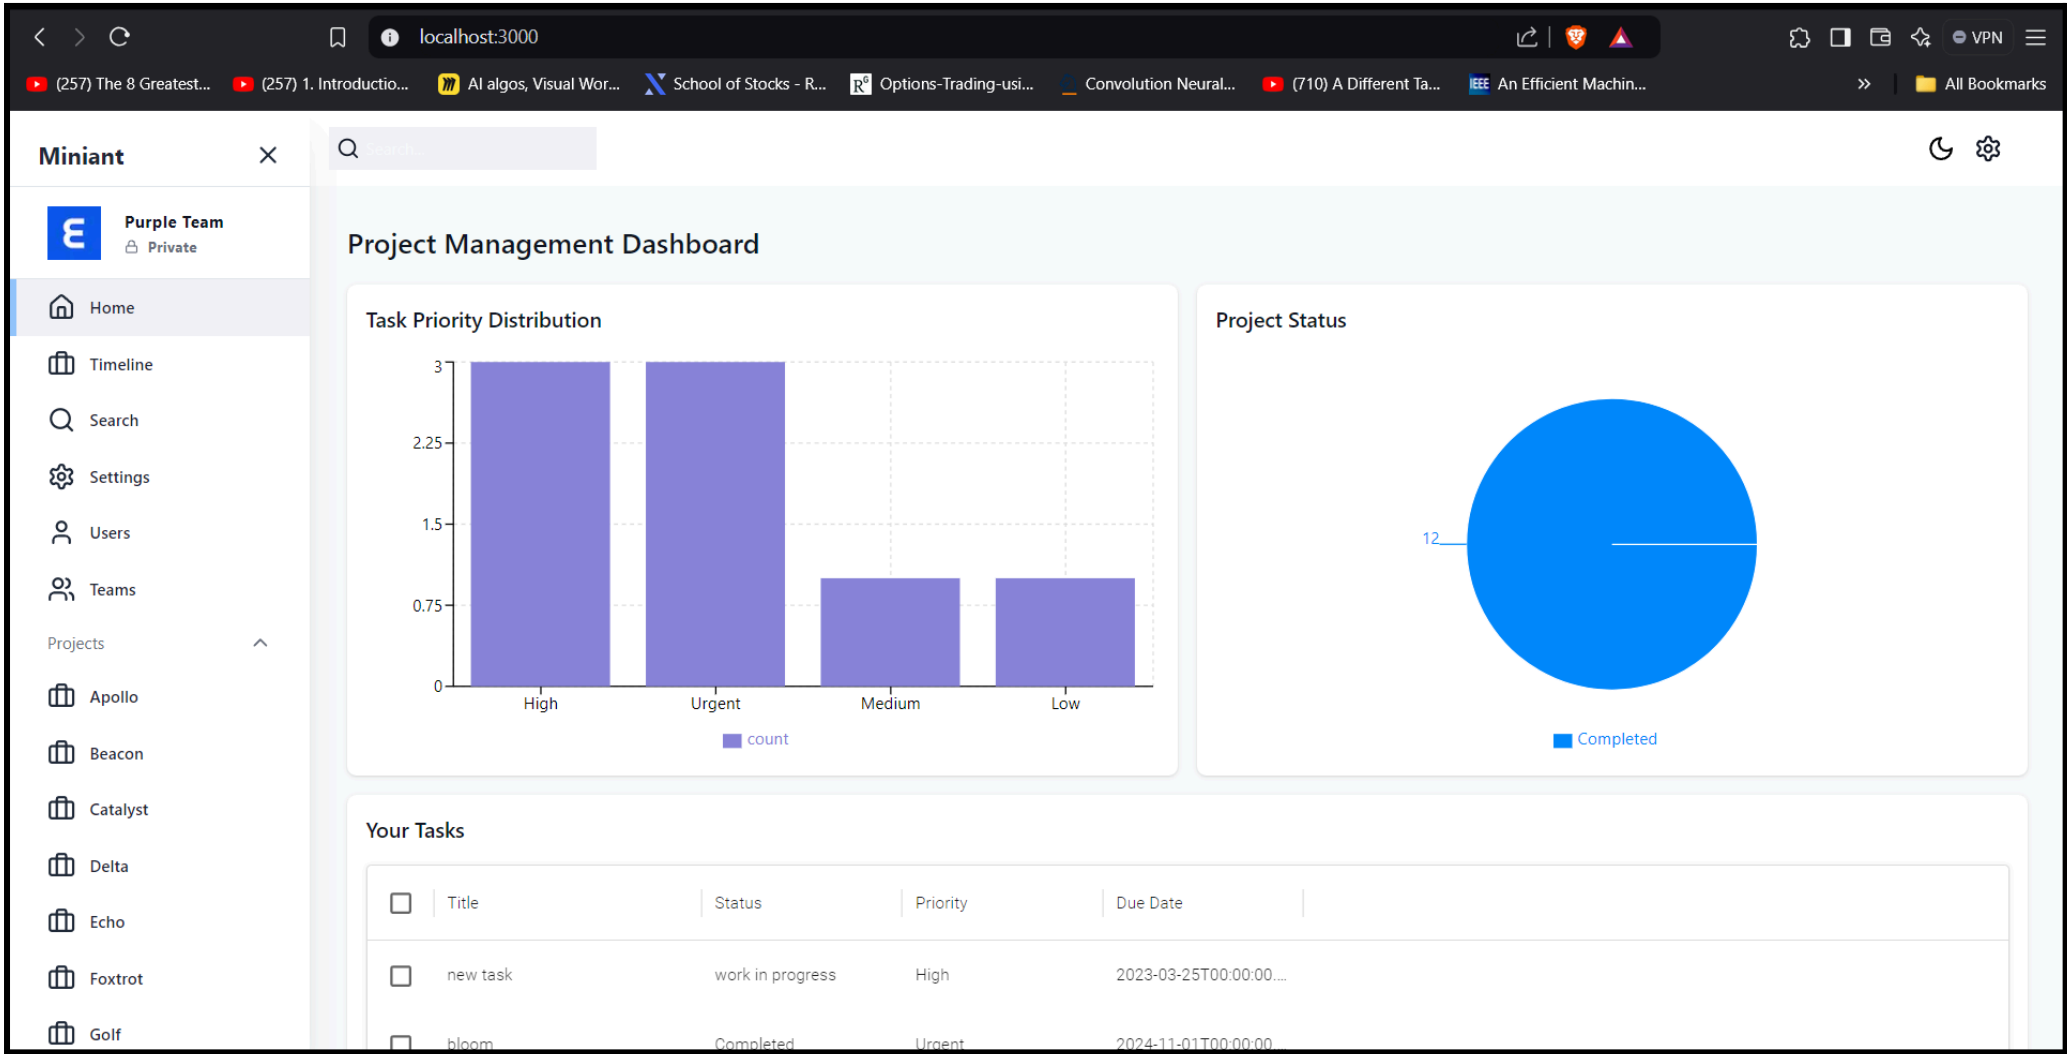 localhost:3000
VPN
(257) The 8 Greatest...
(257) 1. Introductio...
AI algos, Visual Wor...
School of Stocks - R...
Options-Trading-usi...
Convolution Neural...
(710) A Different Ta...
IEEE An Efficient Machin...
All Bookmarks
Miniant
Search...
Purple Team
Private
Home
Timeline
Search
Settings
Users
Teams
Projects
Apollo
Beacon
Catalyst
Delta
Echo
Foxtrot
Golf
Project Management Dashboard
Task Priority Distribution
3
2.25
1.5
0.75
0
High Urgent Medium Low
count
Project Status
12
Completed
Your Tasks
Title Status Priority Due Date
new task work in progress High 2023-03-25T00:00:00....
bloom Completed Urgent 2024-11-01T00:00:00....